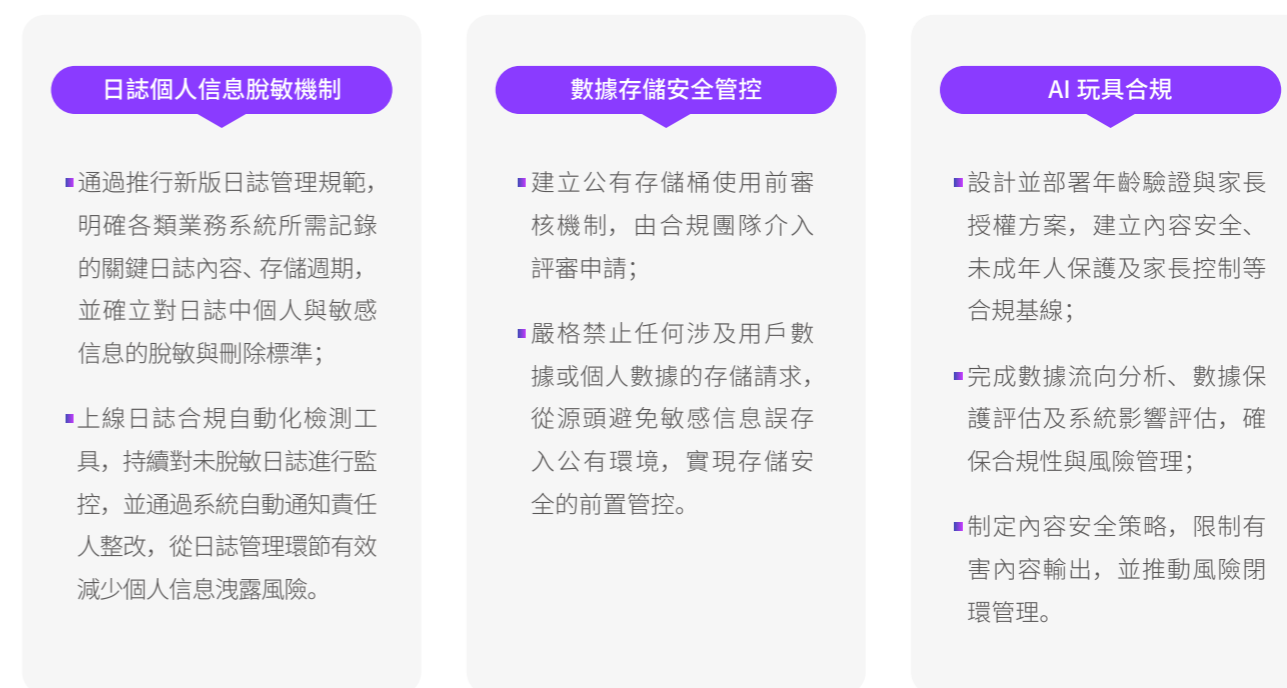 日誌個人信息脫敏機制
通過推行新版日誌管理規範，
明確各類業務系統所需記錄
的關鍵日誌內容、存儲週期，
並確立對日誌中個人與敏感
信息的脫敏與刪除標準；
上線日誌合規自動化檢測工
具，持續對未脫敏日誌進行監
控，並通過系統自動通知責任
人整改，從日誌管理環節有效
減少個人信息洩露風險。
數據存儲安全管控
建立公有存儲桶使用前審
核機制，由合規團隊介入
評審申請；
嚴格禁止任何涉及用戶數
據或個人數據的存儲請求，
從源頭避免敏感信息誤存
入公有環境，實現存儲安
全的前置管控。
AI 玩具合規
設計並部署年齡驗證與家長
授權方案，建立內容安全、
未成年人保護及家長控制等
合規基線；
完成數據流向分析、數據保
護評估及系統影響評估，確
保合規性與風險管理；
制定內容安全策略，限制有
害內容輸出，並推動風險閉
環管理。